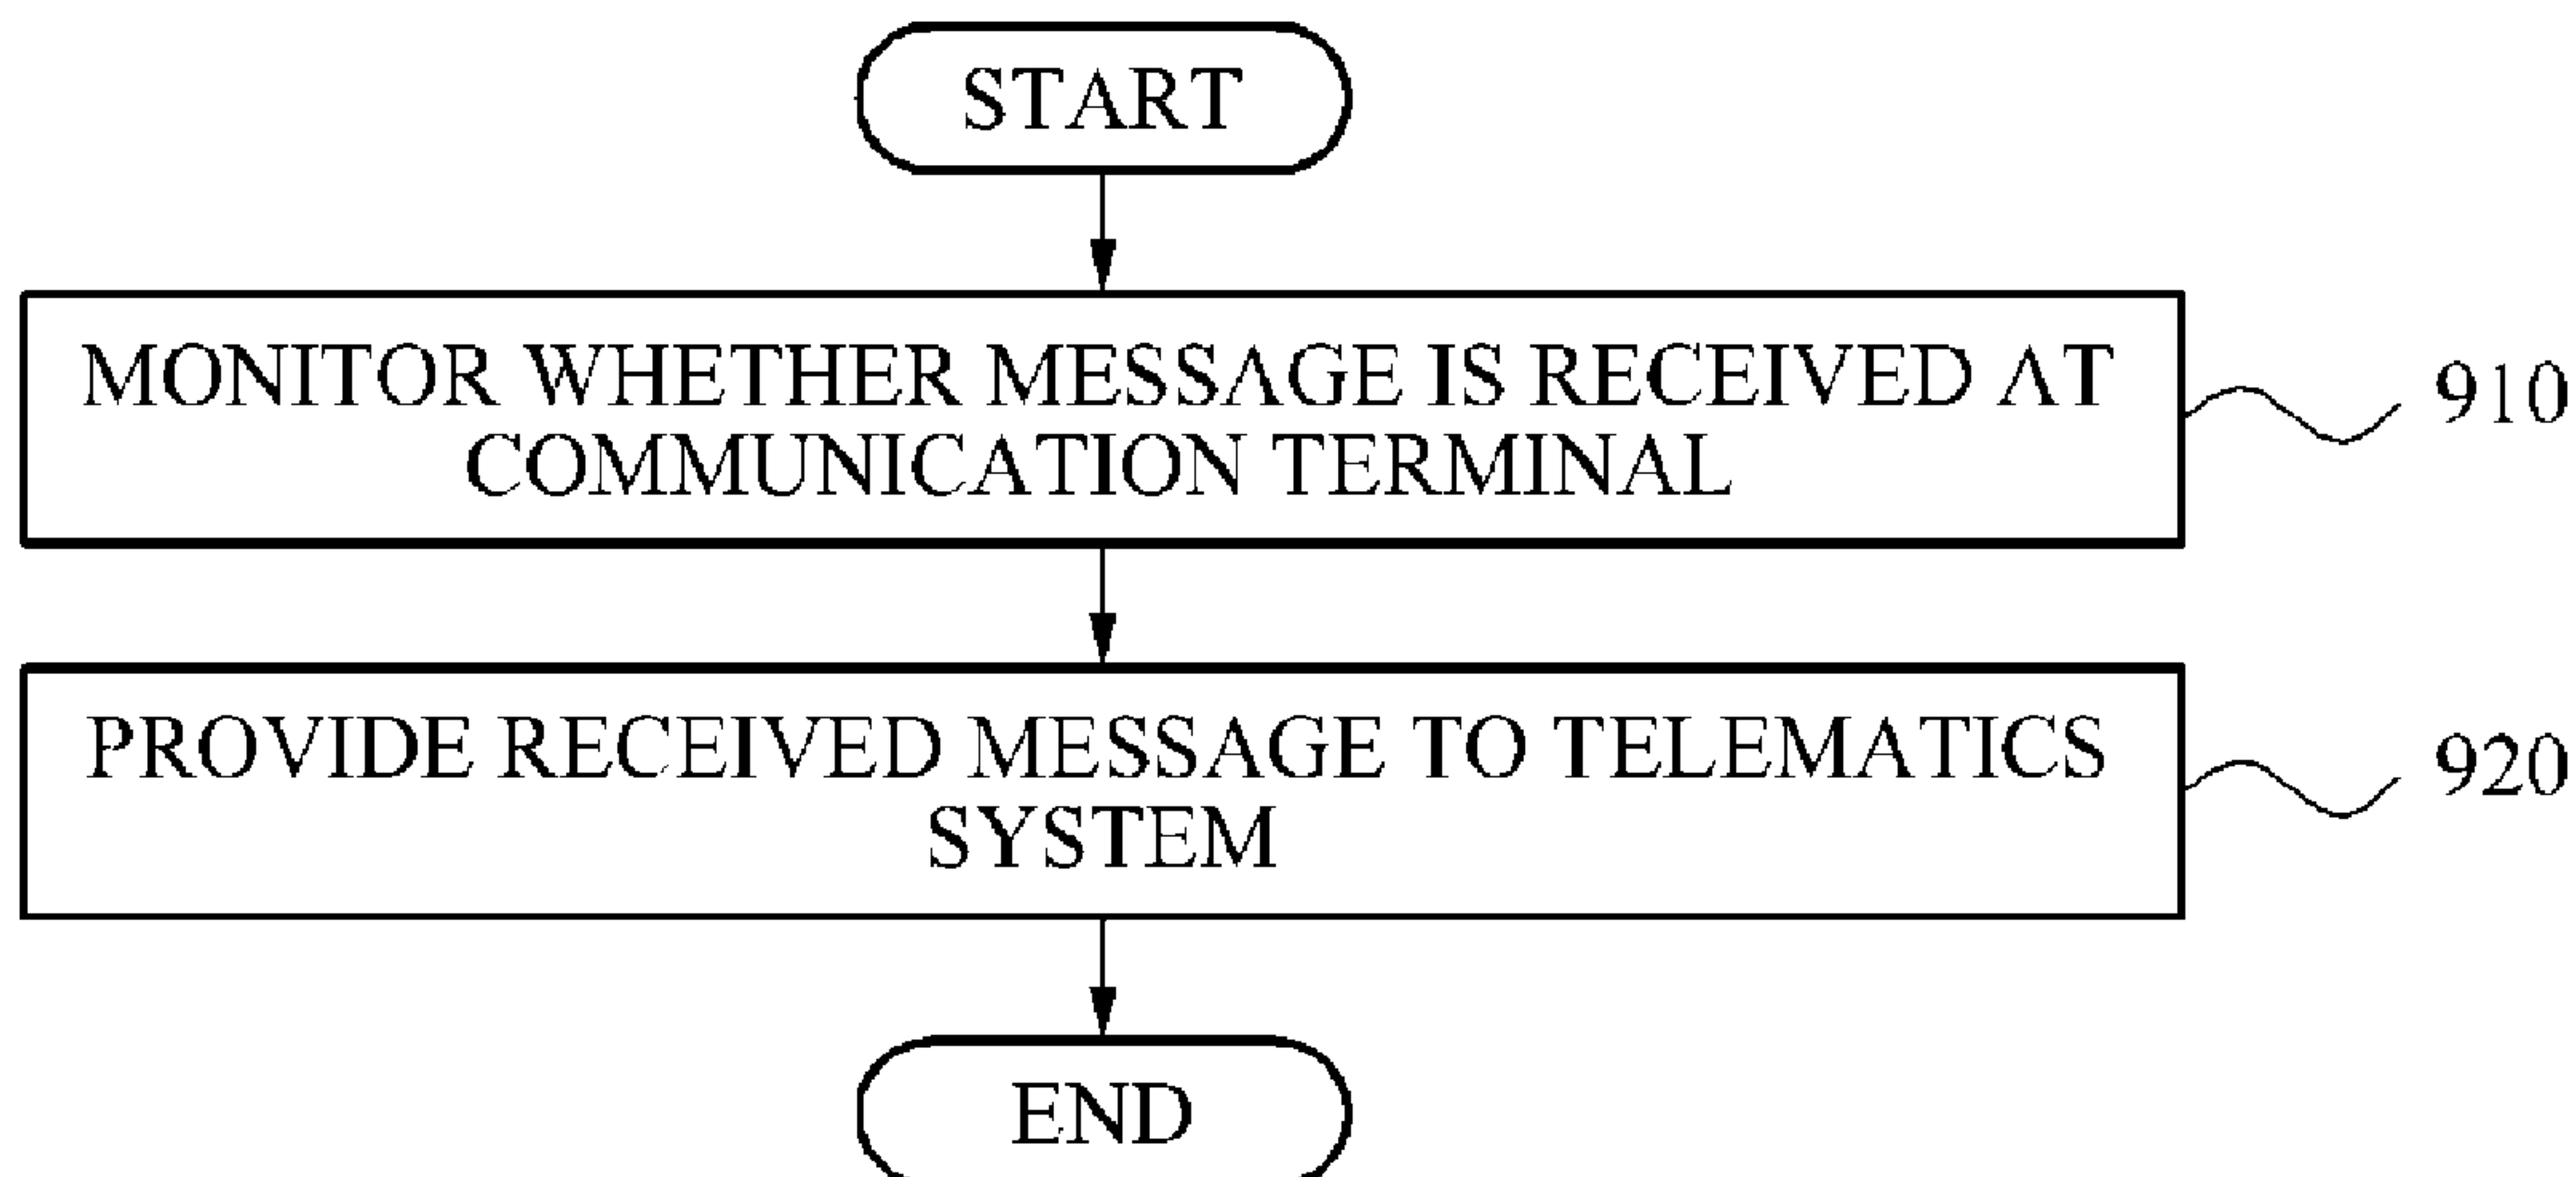 START
MONITOR WHETHER MESSAGE IS RECEIVED AT
COMMUNICATION TERMINAL
910
PROVIDE RECEIVED MESSAGE TO TELEMATICS
SYSTEM
920
END